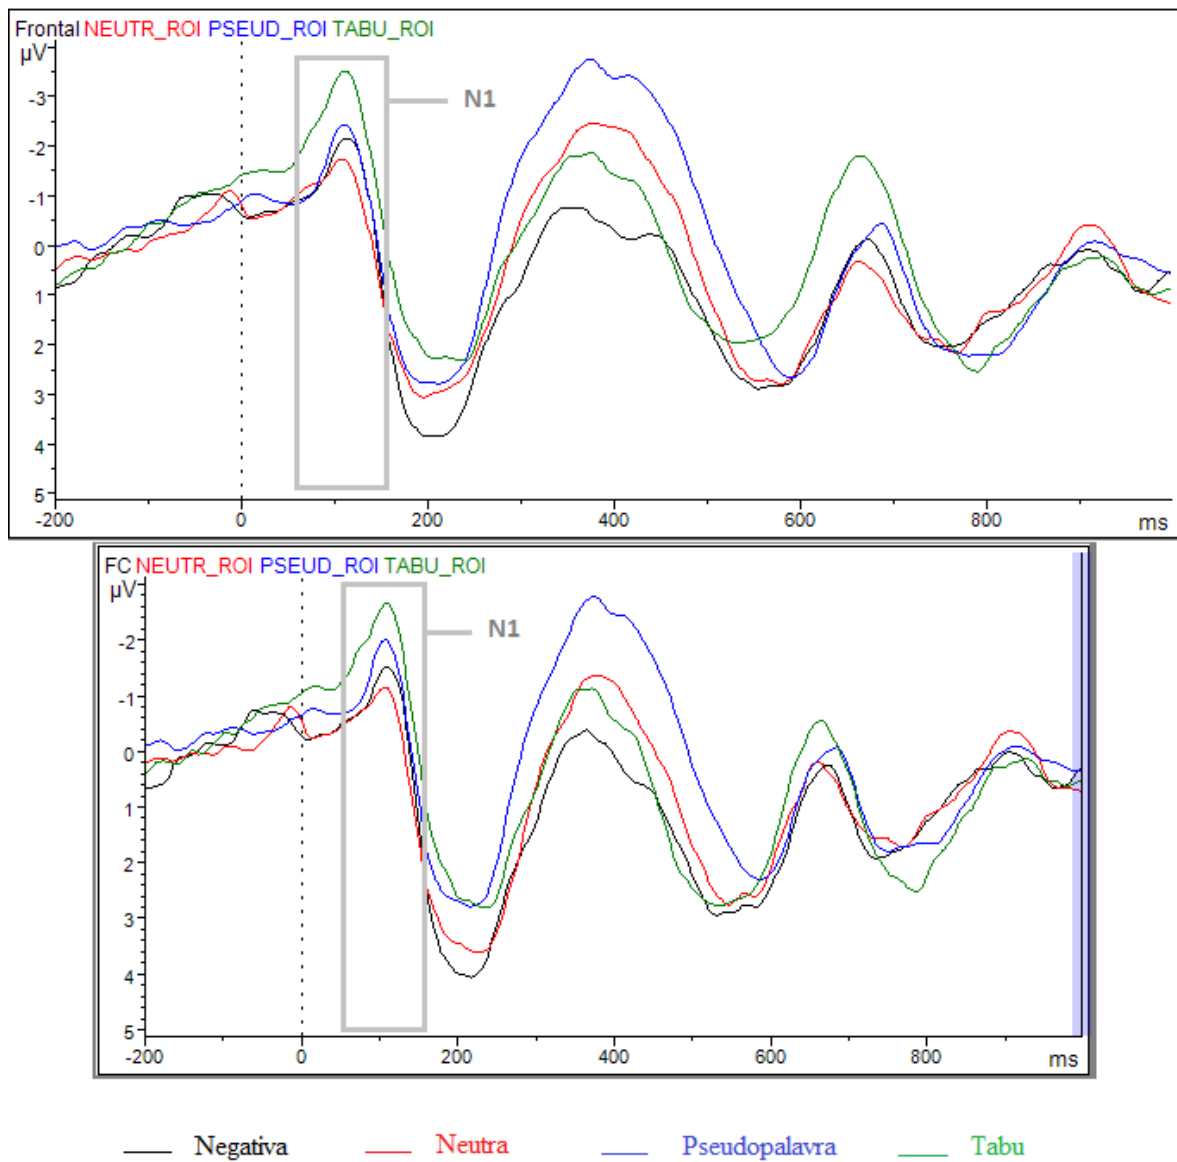 Frontal NEUTR_ROI PSEUD_ROI TABU_ROI
µV
-3
-2
-1
0
1
2
3
4
5
N1
-200 0 200 400 600 800 ms
FC NEUTR_ROI PSEUD_ROI TABU_ROI
µV
-2
-1
0
1
2
3
4
5
N1
-200 0 200 400 600 800 ms
Negativa Neutra Pseudopalavra Tabu